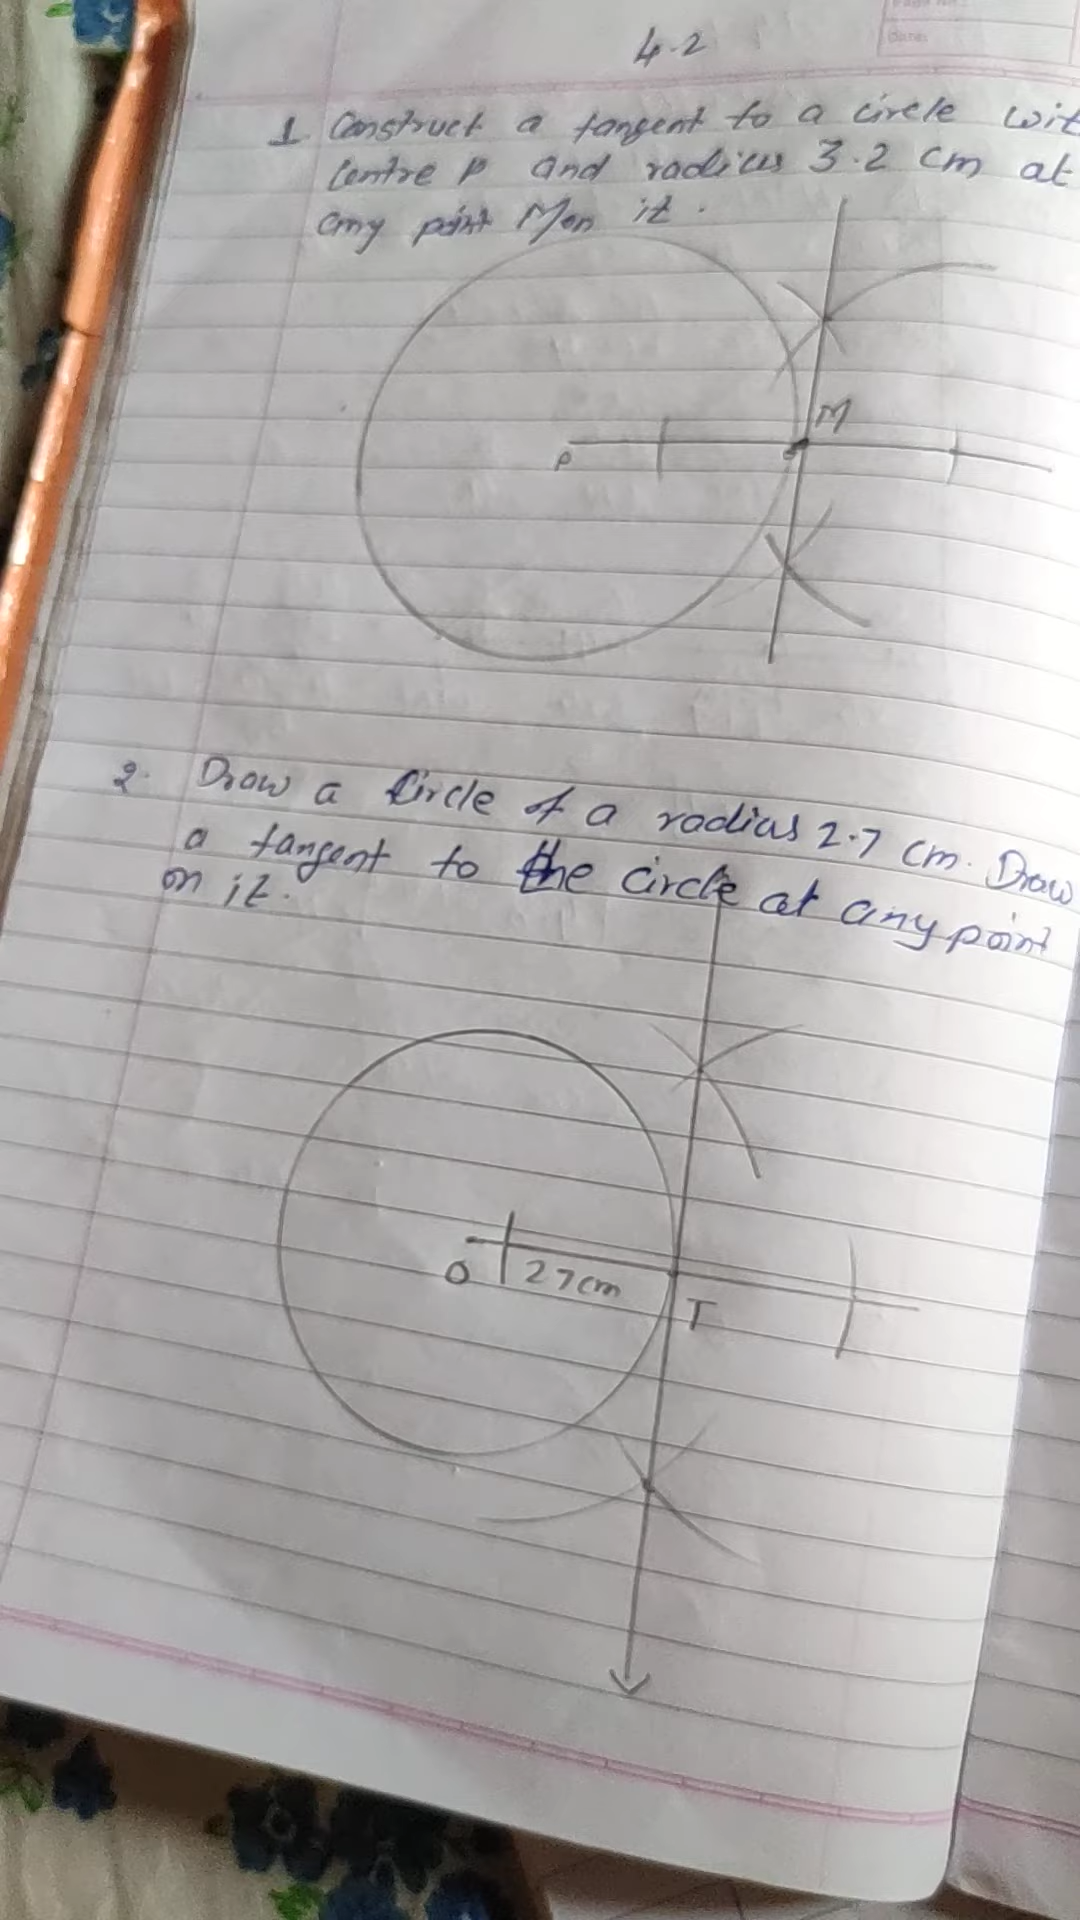 4.2
1. Construct a tangent to a circle wit
centre P and radius 3.2 cm at
any point M on it.
M
P
2. Draw a Circle of a radius 2.7 cm. Draw
a tangent to the circle at any point
on it.
O 2.7cm
T